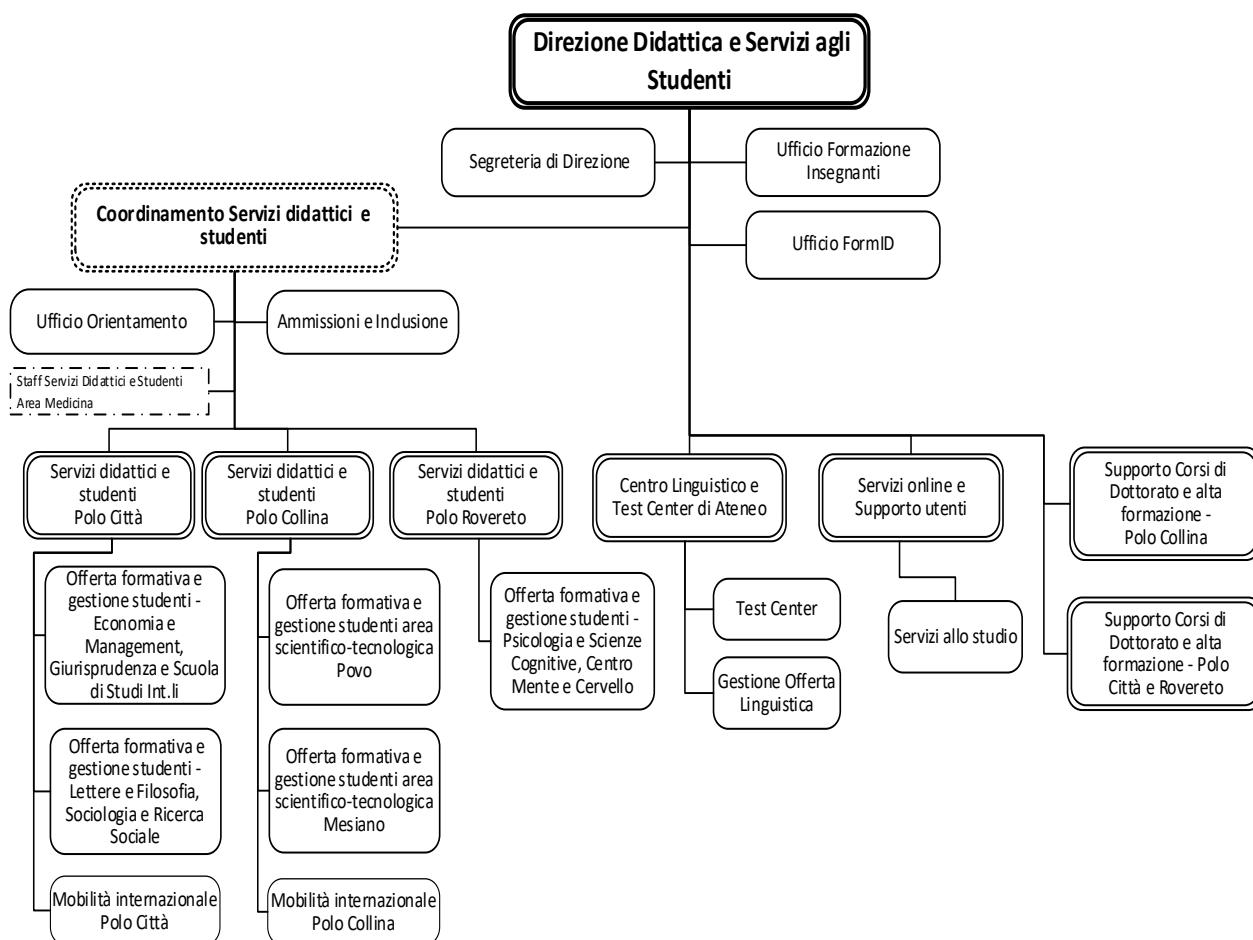 Direzione Didattica e Servizi agli
Studenti
Segreteria di Direzione
Ufficio Formazione
Insegnanti
Coordinamento Servizi didattici e
studenti
Ufficio FormID
Ufficio Orientamento
Ammissioni e Inclusione
Staff Servizi Didattici e Studenti
Area Medicina
Servizi didattici e
studenti
Polo Città
Servizi didattici e
studenti
Polo Collina
Servizi didattici e
studenti
Polo Rovereto
Centro Linguistico e
Test Center di Ateneo
Servizi online e
Supporto utenti
Supporto Corsi di
Dottorato e alta
formazione -
Polo Collina
Offerta formativa e
gestione studenti -
Economia e
Management,
Giurisprudenza e Scuola
di Studi Int.li
Offerta formativa e
gestione studenti area
scientifico-tecnologica
Povo
Offerta formativa e
gestione studenti -
Psicologia e Scienze
Cognitive, Centro
Mente e Cervello
Test Center
Servizi allo studio
Supporto Corsi di
Dottorato e alta
formazione - Polo
Città e Rovereto
Gestione Offerta
Linguistica
Offerta formativa e
gestione studenti -
Lettere e Filosofia,
Sociologia e Ricerca
Sociale
Offerta formativa e
gestione studenti area
scientifico-tecnologica
Mesiano
Mobilità internazionale
Polo Città
Mobilità internazionale
Polo Collina